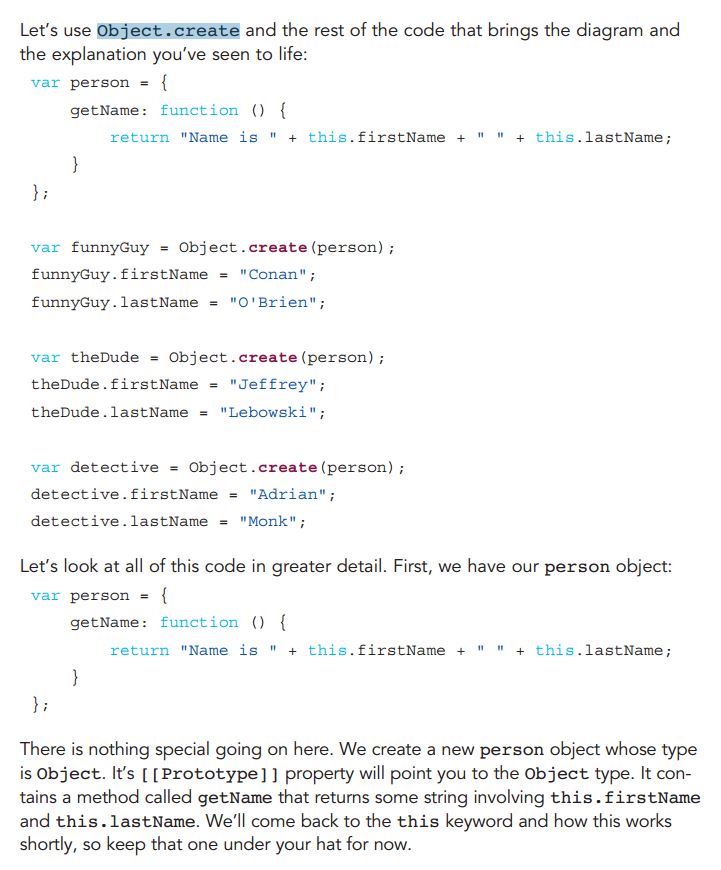 Let’s use Object.create and the rest of the code that brings the diagram and
the explanation you’ve seen to life:
var person = {
    getName: function () {
        return "Name is " + this.firstName + " " + this.lastName;
    }
};
var funnyGuy = Object.create(person);
funnyGuy.firstName = "Conan";
funnyGuy.lastName = "O'Brien";
var theDude = Object.create(person);
theDude.firstName = "Jeffrey";
theDude.lastName = "Lebowski";
var detective = Object.create(person);
detective.firstName = "Adrian";
detective.lastName = "Monk";
Let’s look at all of this code in greater detail. First, we have our person object:
var person = {
    getName: function () {
        return "Name is " + this.firstName + " " + this.lastName;
    }
};
There is nothing special going on here. We create a new person object whose type
is Object. It’s [[Prototype]] property will point you to the Object type. It con-
tains a method called getName that returns some string involving this.firstName
and this.lastName. We’ll come back to the this keyword and how this works
shortly, so keep that one under your hat for now.